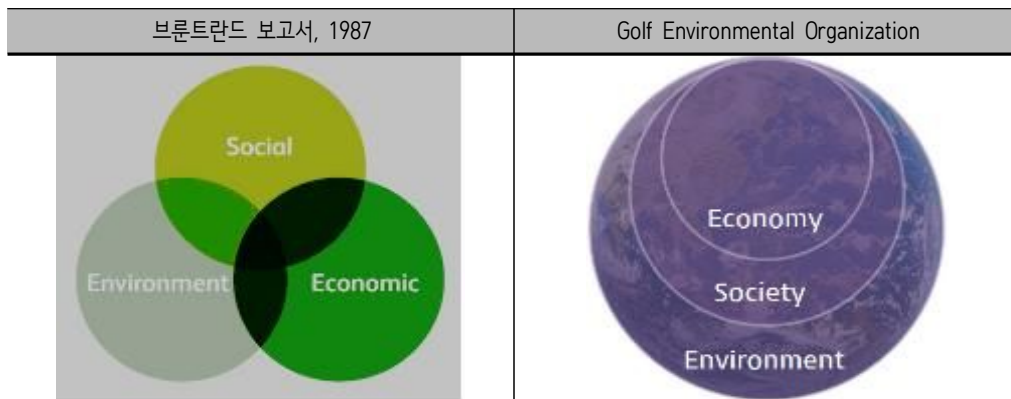 브룬트란드 보고서, 1987
Golf Environmental Organization
Social
Environment
Economic
Economy
Society
Environment